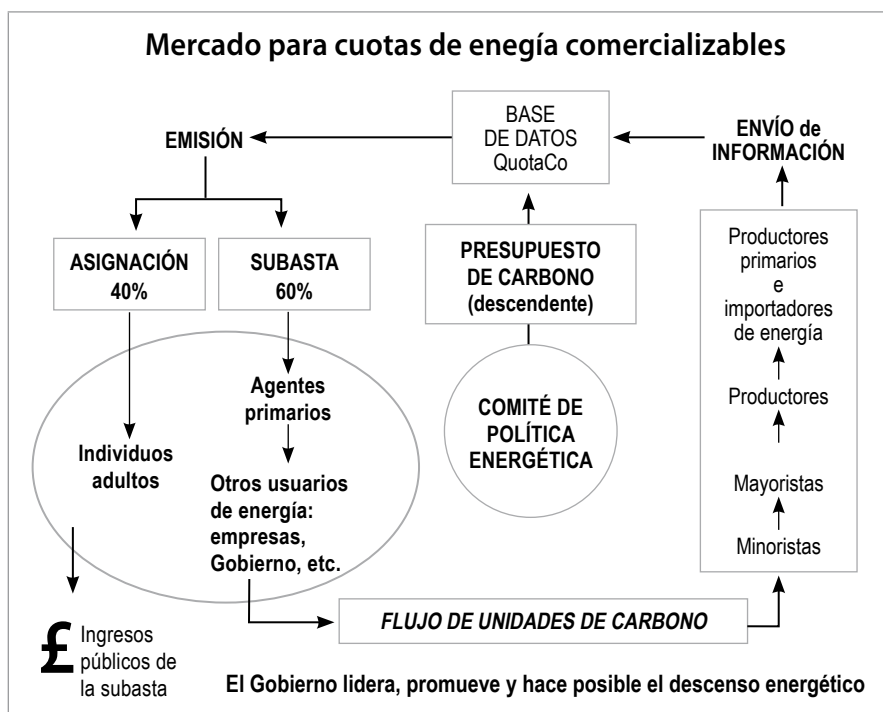 Mercado para cuotas de enegía comercializables
EMISIÓN
BASE
DE DATOS
QuotaCo
ENVÍO de
INFORMACIÓN
ASIGNACIÓN
40%
SUBASTA
60%
PRESUPUESTO
DE CARBONO
(descendente)
Productores
primarios
e
importadores
de energía
Agentes
primarios
COMITÉ DE
POLÍTICA
ENERGÉTICA
Productores
Individuos
adultos
Otros usuarios
de energía:
empresas,
Gobierno, etc.
Mayoristas
Minoristas
FLUJO DE UNIDADES DE CARBONO
£ Ingresos
públicos de
la subasta
El Gobierno lidera, promueve y hace posible el descenso energético